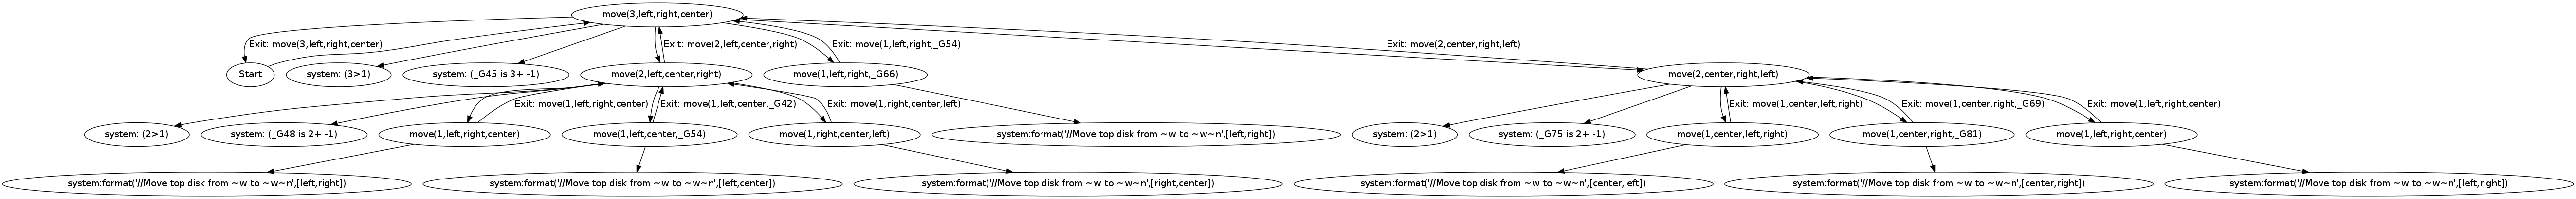 move(3,left,right,center)
Exit: move(3,left,right,center)
Exit: move(2,left,center,right)
Exit: move(1,left,right,_G54)
Exit: move(2,center,right,left)
Start
system: (3>1)
system: (_G45 is 3+ -1)
move(2,left,center,right)
move(1,left,right,_G66)
move(2,center,right,left)
Exit: move(1,left,right,center)
Exit: move(1,left,center,_G42)
Exit: move(1,right,center,left)
Exit: move(1,center,left,right)
Exit: move(1,center,right,_G69)
Exit: move(1,left,right,center)
system: (2>1)
system: (_G48 is 2+ -1)
move(1,left,right,center)
move(1,left,center,_G54)
move(1,right,center,left)
system:format('//Move top disk from ~w to ~w~n',[left,right])
system: (2>1)
system: (_G75 is 2+ -1)
move(1,center,left,right)
move(1,center,right,_G81)
move(1,left,right,center)
system:format('//Move top disk from ~w to ~w~n',[left,right])
system:format('//Move top disk from ~w to ~w~n',[left,center])
system:format('//Move top disk from ~w to ~w~n',[right,center])
system:format('//Move top disk from ~w to ~w~n',[center,left])
system:format('//Move top disk from ~w to ~w~n',[center,right])
system:format('//Move top disk from ~w to ~w~n',[left,right])